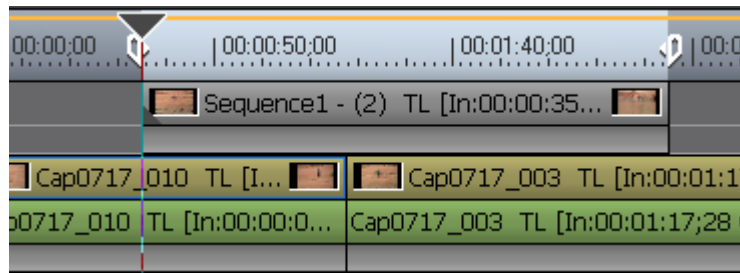 00:00;00 00:00:50;00 00:01:40;00 00:0
Sequence1 - (2) TL [In:00:00:35...
Cap0717_010 TL [I... Cap0717_003 TL [In:00:01:1
0717_010 TL [In:00:00:0... Cap0717_003 TL [In:00:01:17;28